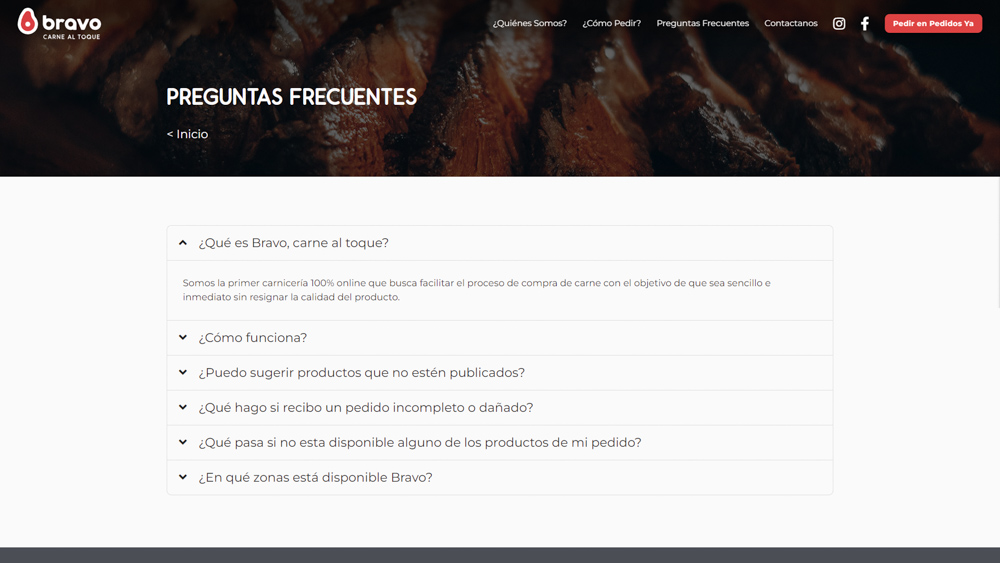 bravo
CARNE AL TOQUE
¿Quiénes Somos?
¿Cómo Pedir?
Preguntas Frecuentes
Contactanos
Pedir en Pedidos Ya
PREGUNTAS FRECUENTES
< Inicio
¿Qué es Bravo, carne al toque?
Somos la primer carnicería 100% online que busca facilitar el proceso de compra de carne con el objetivo de que sea sencillo e
inmediato sin resignar la calidad del producto.
¿Cómo funciona?
¿Puedo sugerir productos que no estén publicados?
¿Qué hago si recibo un pedido incompleto o dañado?
¿Qué pasa si no esta disponible alguno de los productos de mi pedido?
¿En qué zonas está disponible Bravo?